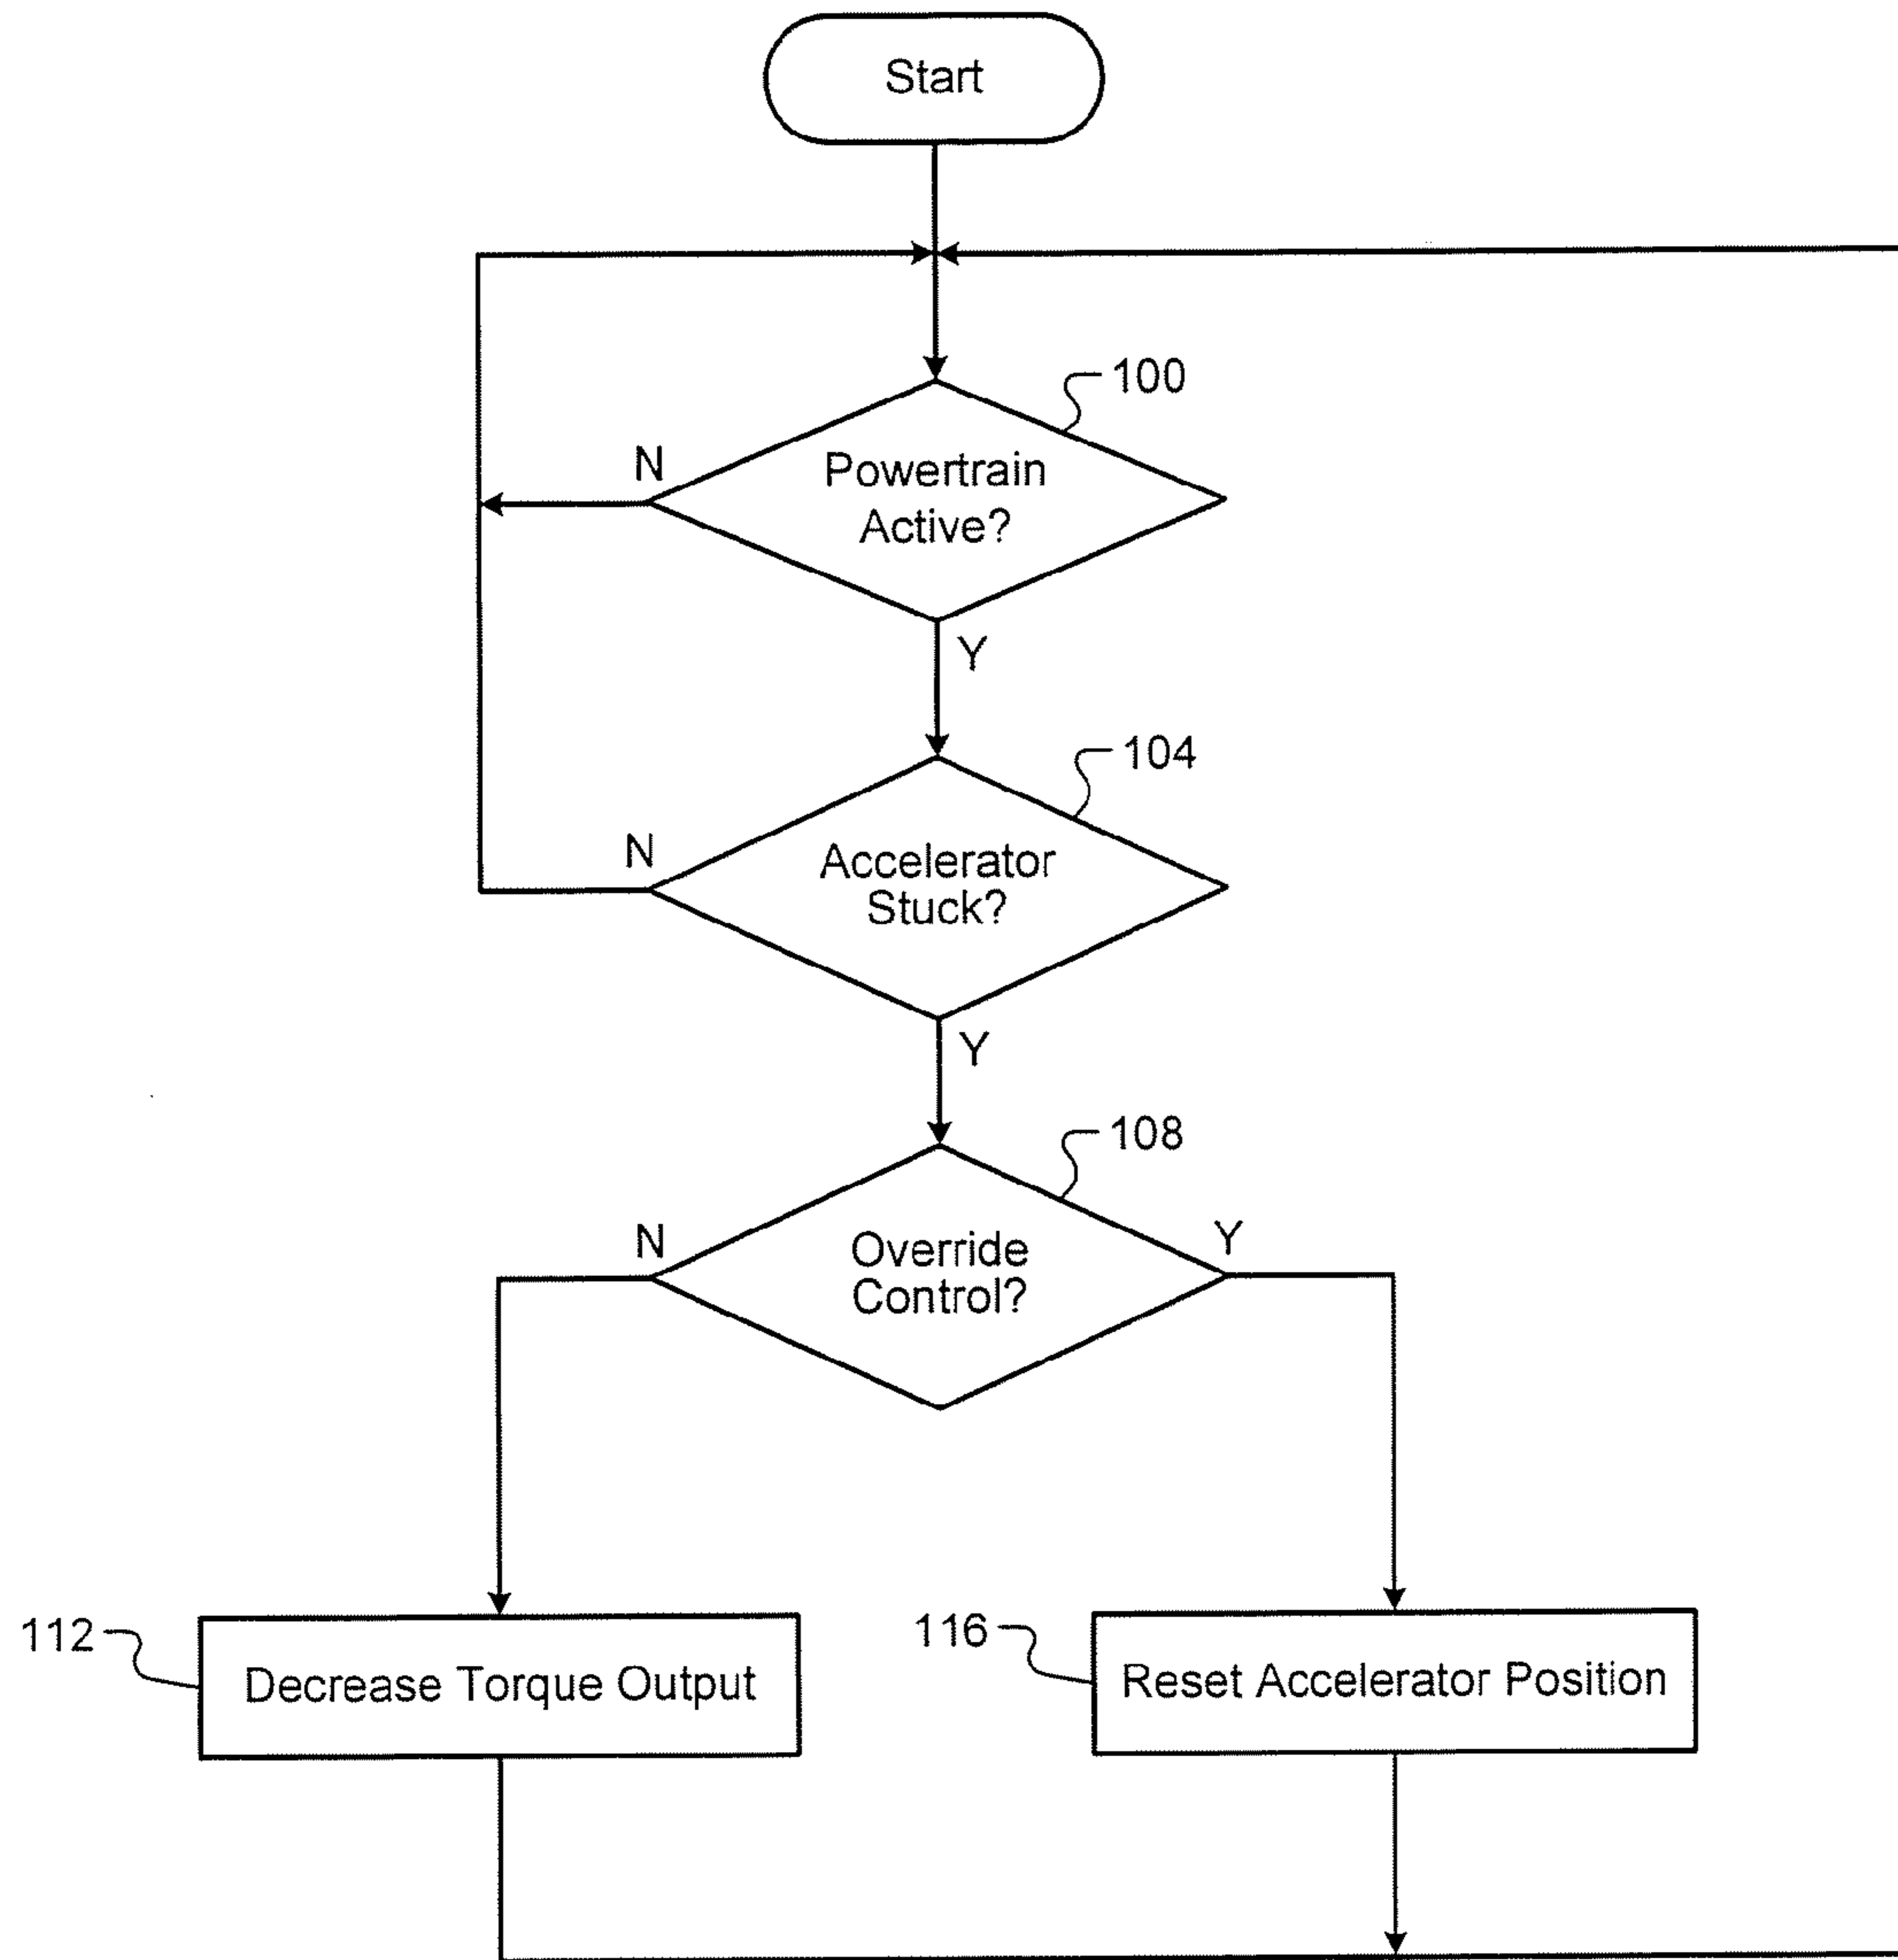 Start
100
N
Powertrain
Active?
Y
104
N
Accelerator
Stuck?
Y
108
N
Override
Control?
Y
112
Decrease Torque Output
116
Reset Accelerator Position